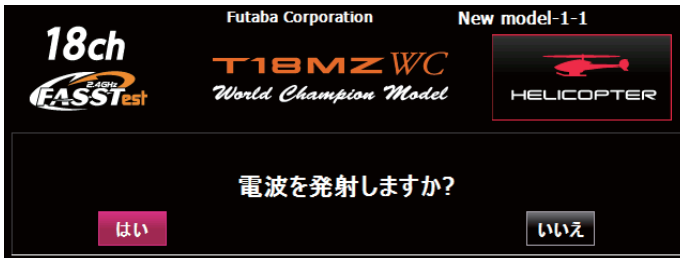 Futaba Corporation New model-1-1
18ch
T18MZ WC
2.4GHz
FASSTest
World Champion Model
HELICOPTER
電波を発射しますか?
はい いいえ